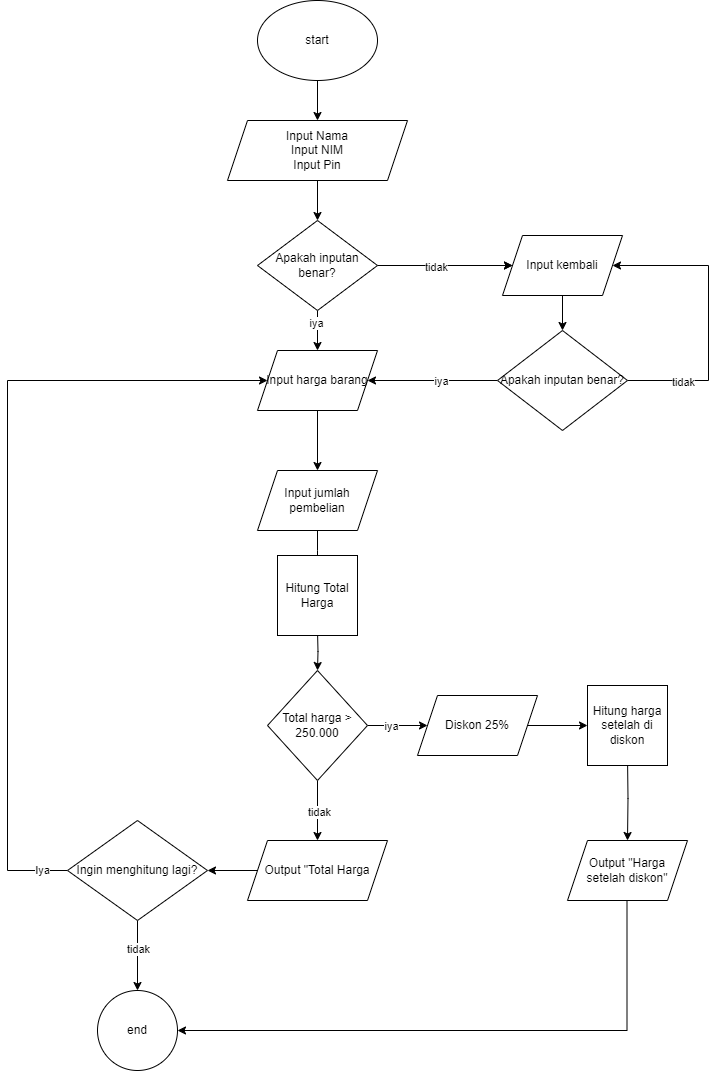 start
Input Nama
Input NIM
Input Pin
Apakah inputan
benar?
tidak
Input kembali
iya
Input harga barang
iya
Apakah inputan benar?
tidak
Input jumlah
pembelian
Hitung Total
Harga
Total harga >
250.000
iya
Diskon 25%
Hitung harga
setelah di
diskon
tidak
Iya
Ingin menghitung lagi?
Output "Total Harga
Output "Harga
setelah diskon"
tidak
end